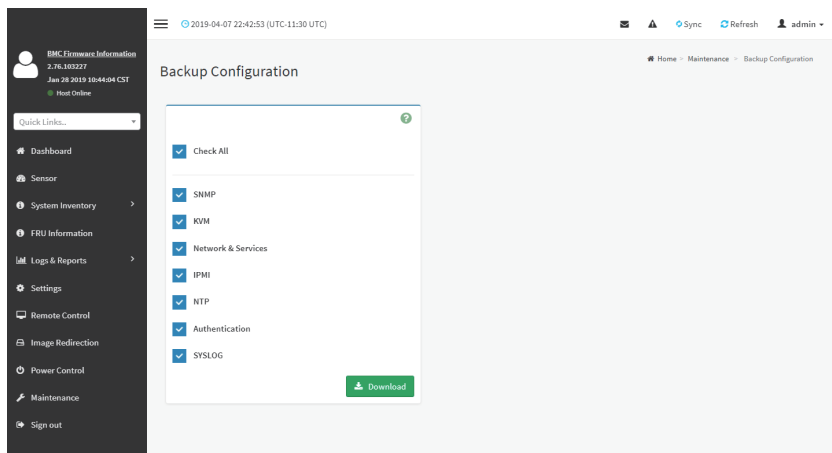 2019-04-07 22:42:53 (UTC-11:30 UTC)
Sync
Refresh
admin
BMC Firmware Information
2.76.103227
Jan 28 2019 10:44:04 CST
Host Online
Quick Links..
Dashboard
Sensor
System Inventory
FRU Information
Logs & Reports
Settings
Remote Control
Image Redirection
Power Control
Maintenance
Sign out
Backup Configuration
Home > Maintenance > Backup Configuration
?
Check All
SNMP
KVM
Network & Services
IPMI
NTP
Authentication
SYSLOG
Download